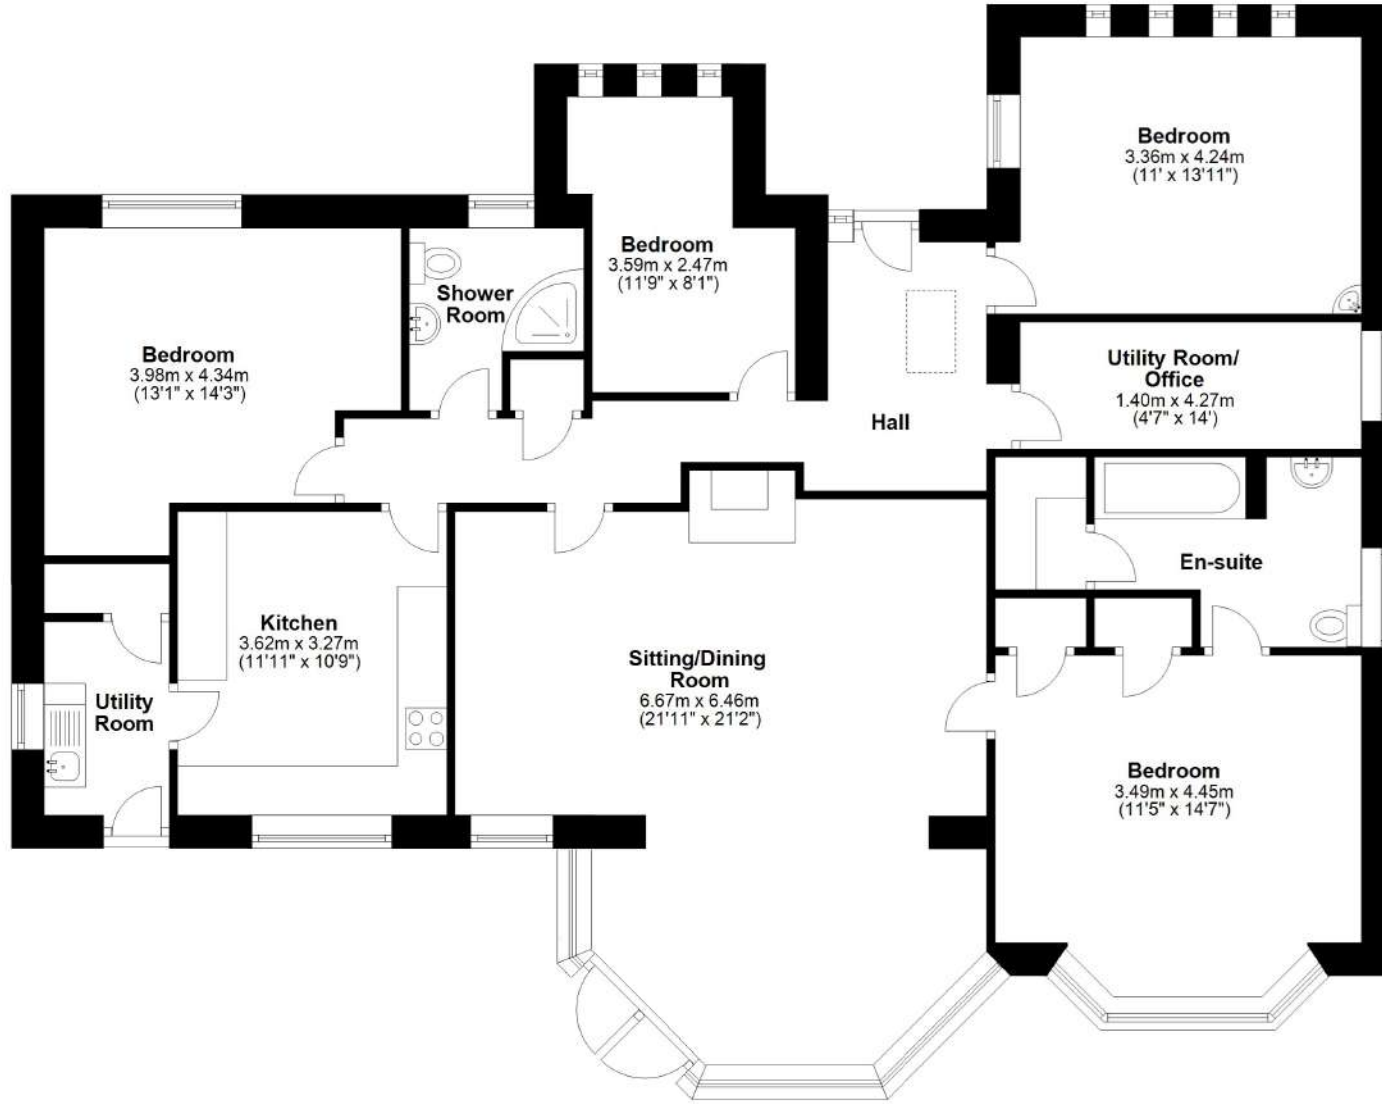 Bedroom
3.36m x 4.24m
(11' x 13'11")
Bedroom
3.59m x 2.47m
(11'9" x 8'1")
Shower
Room
Bedroom
3.98m x 4.34m
(13'1" x 14'3")
Utility Room/
Office
1.40m x 4.27m
(4'7" x 14')
Hall
En-suite
Kitchen
3.62m x 3.27m
(11'11" x 10'9")
Sitting/Dining
Room
6.67m x 6.46m
(21'11" x 21'2")
Utility
Room
Bedroom
3.49m x 4.45m
(11'5" x 14'7")